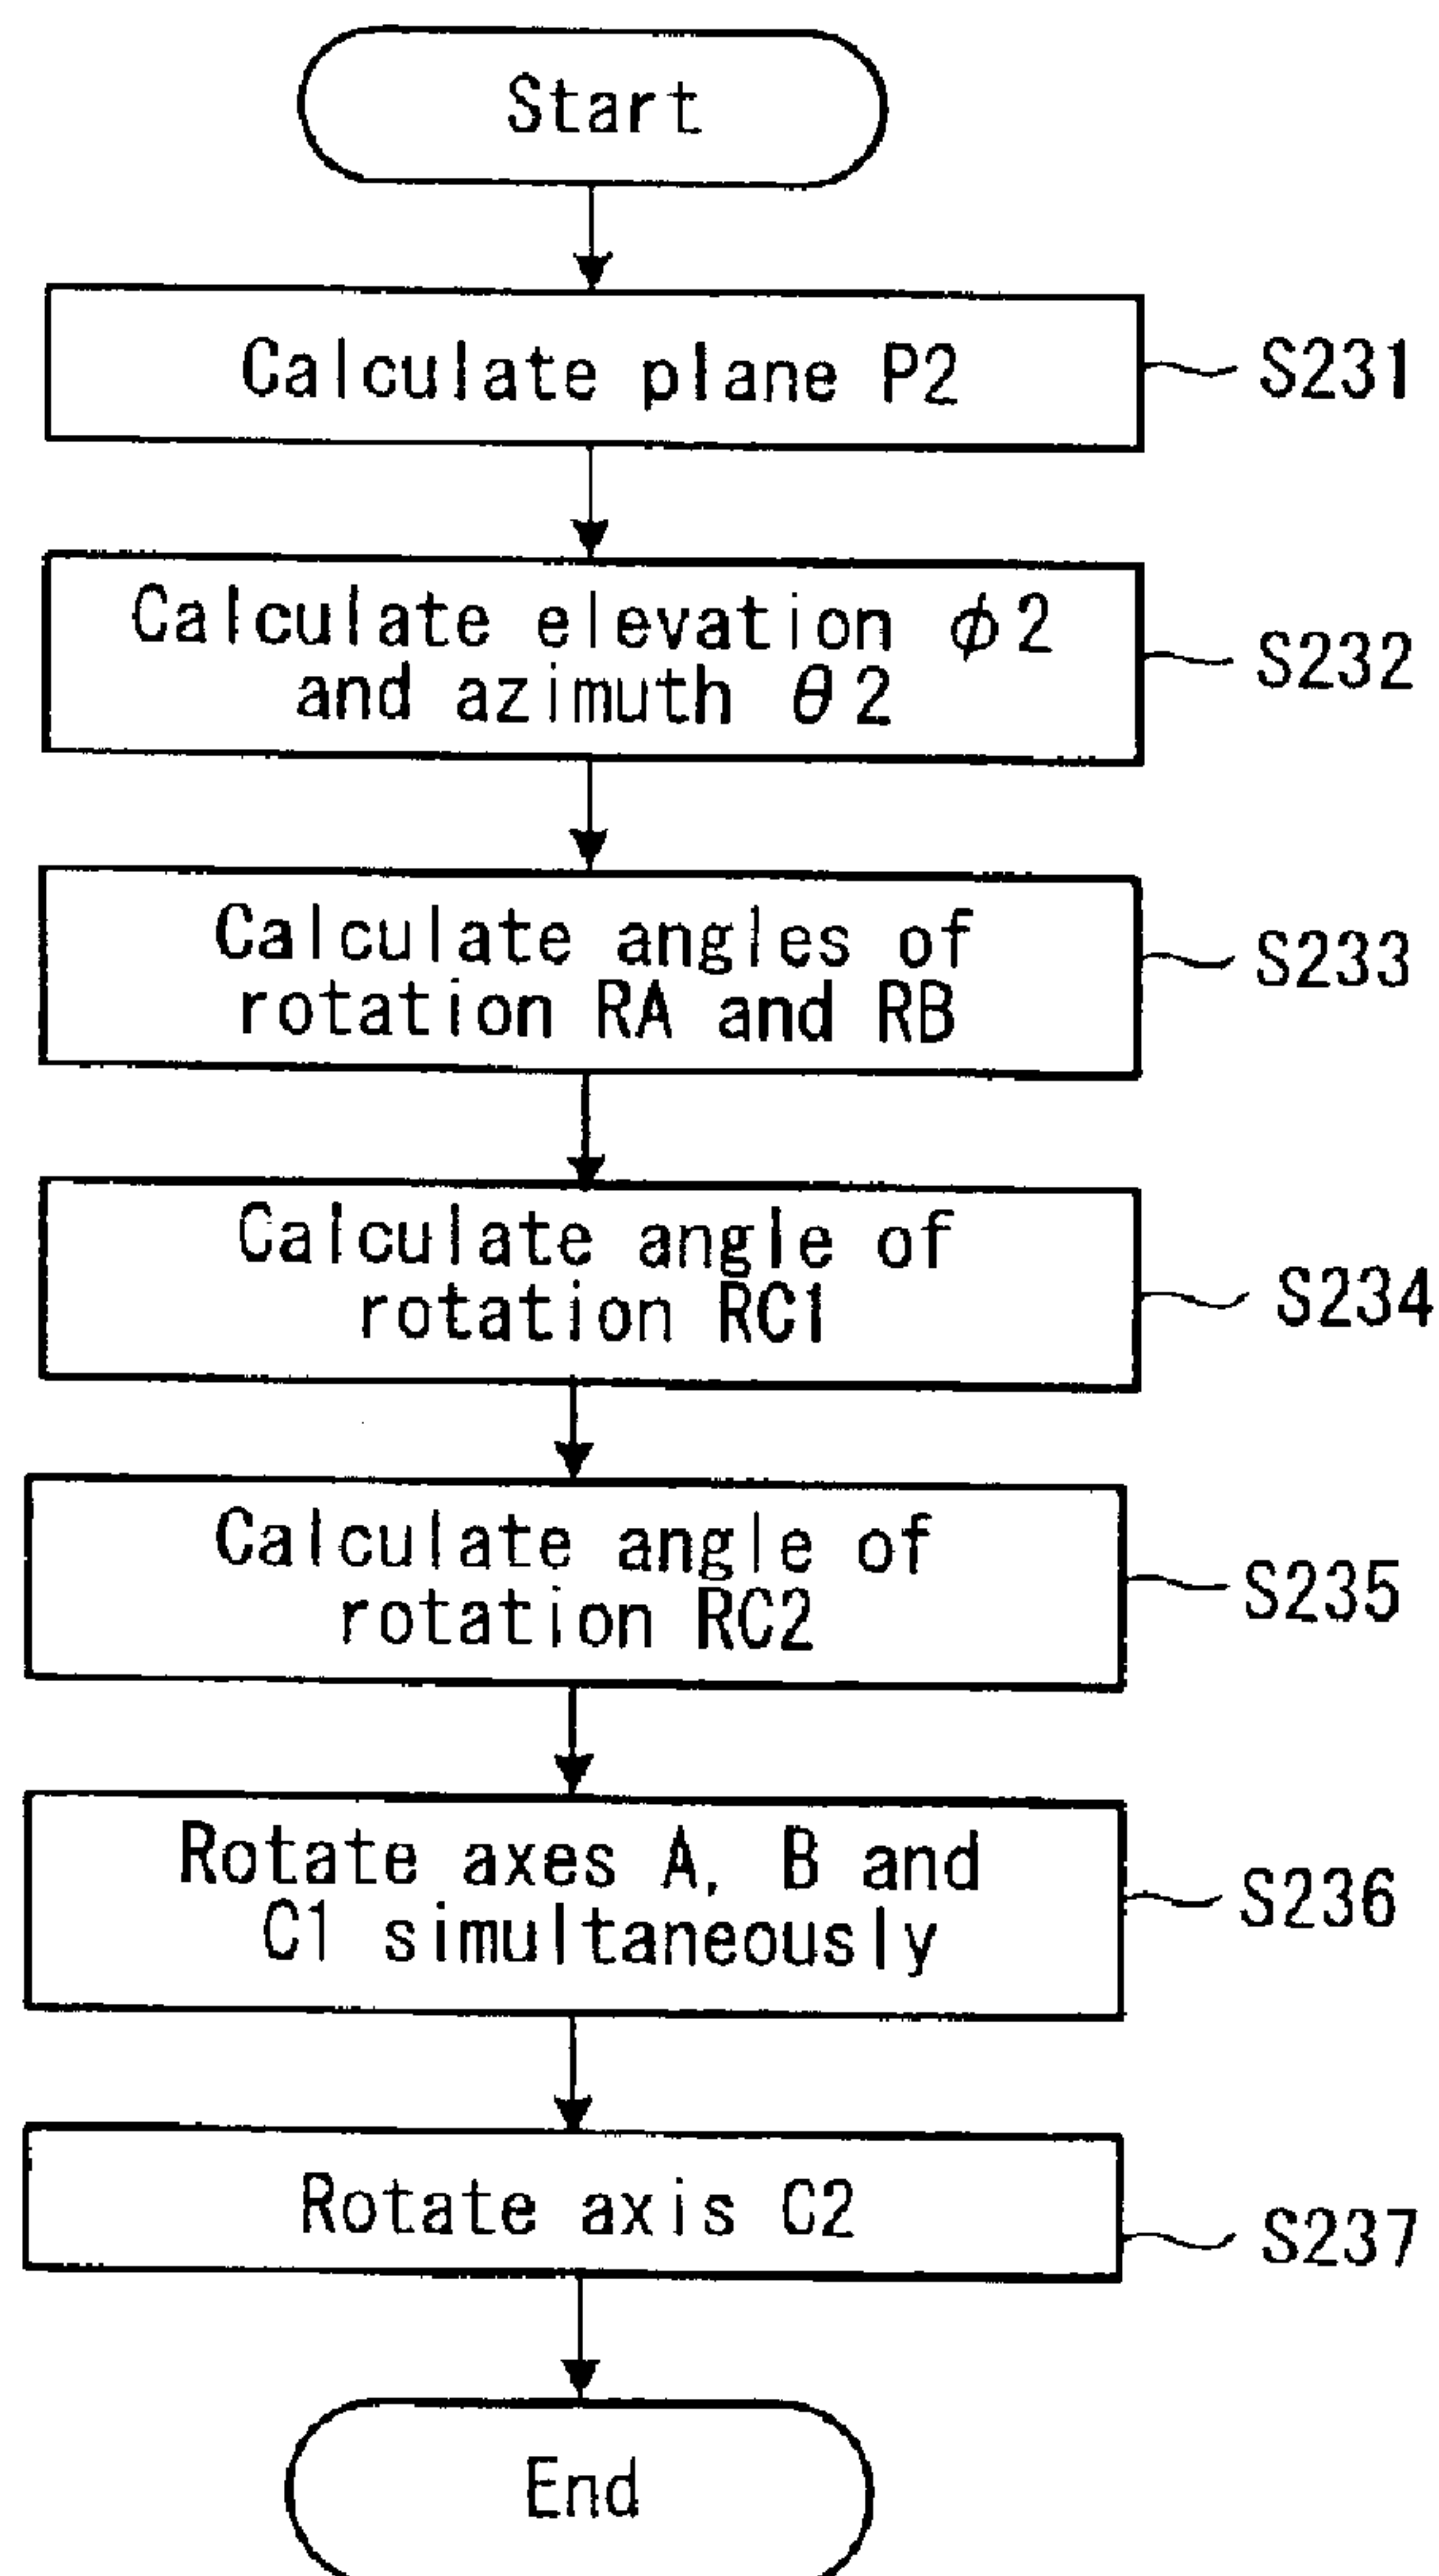 Start
Calculate plane P2
S231
Calculate elevation φ2
and azimuth θ2
S232
Calculate angles of
rotation RA and RB
S233
Calculate angle of
rotation RC1
S234
Calculate angle of
rotation RC2
S235
Rotate axes A, B and
C1 simultaneously
S236
Rotate axis C2
S237
End